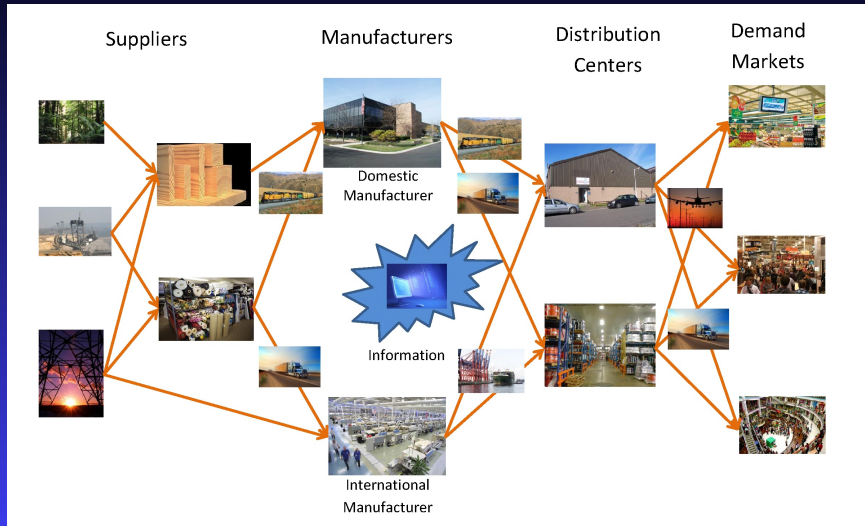 Suppliers
Manufacturers
Distribution
Centers
Demand
Markets
Domestic
Manufacturer
Information
International
Manufacturer